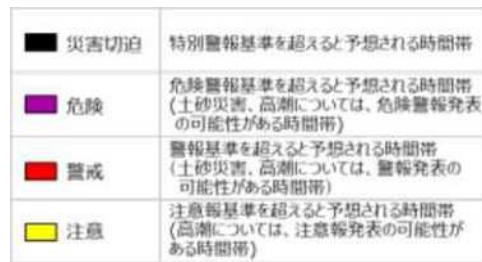 災害切迫
特別警報基準を超えると予想される時間帯
危険
危険警報基準を超えると予想される時間帯
(土砂災害、高潮については、危険警報発表
の可能性がある時間帯)
警戒
警報基準を超えると予想される時間帯
(土砂災害、高潮については、警報発表の
可能性がある時間帯)
注意
注意報基準を超えると予想される時間帯
(高潮については、注意報発表の可能性が
ある時間帯)